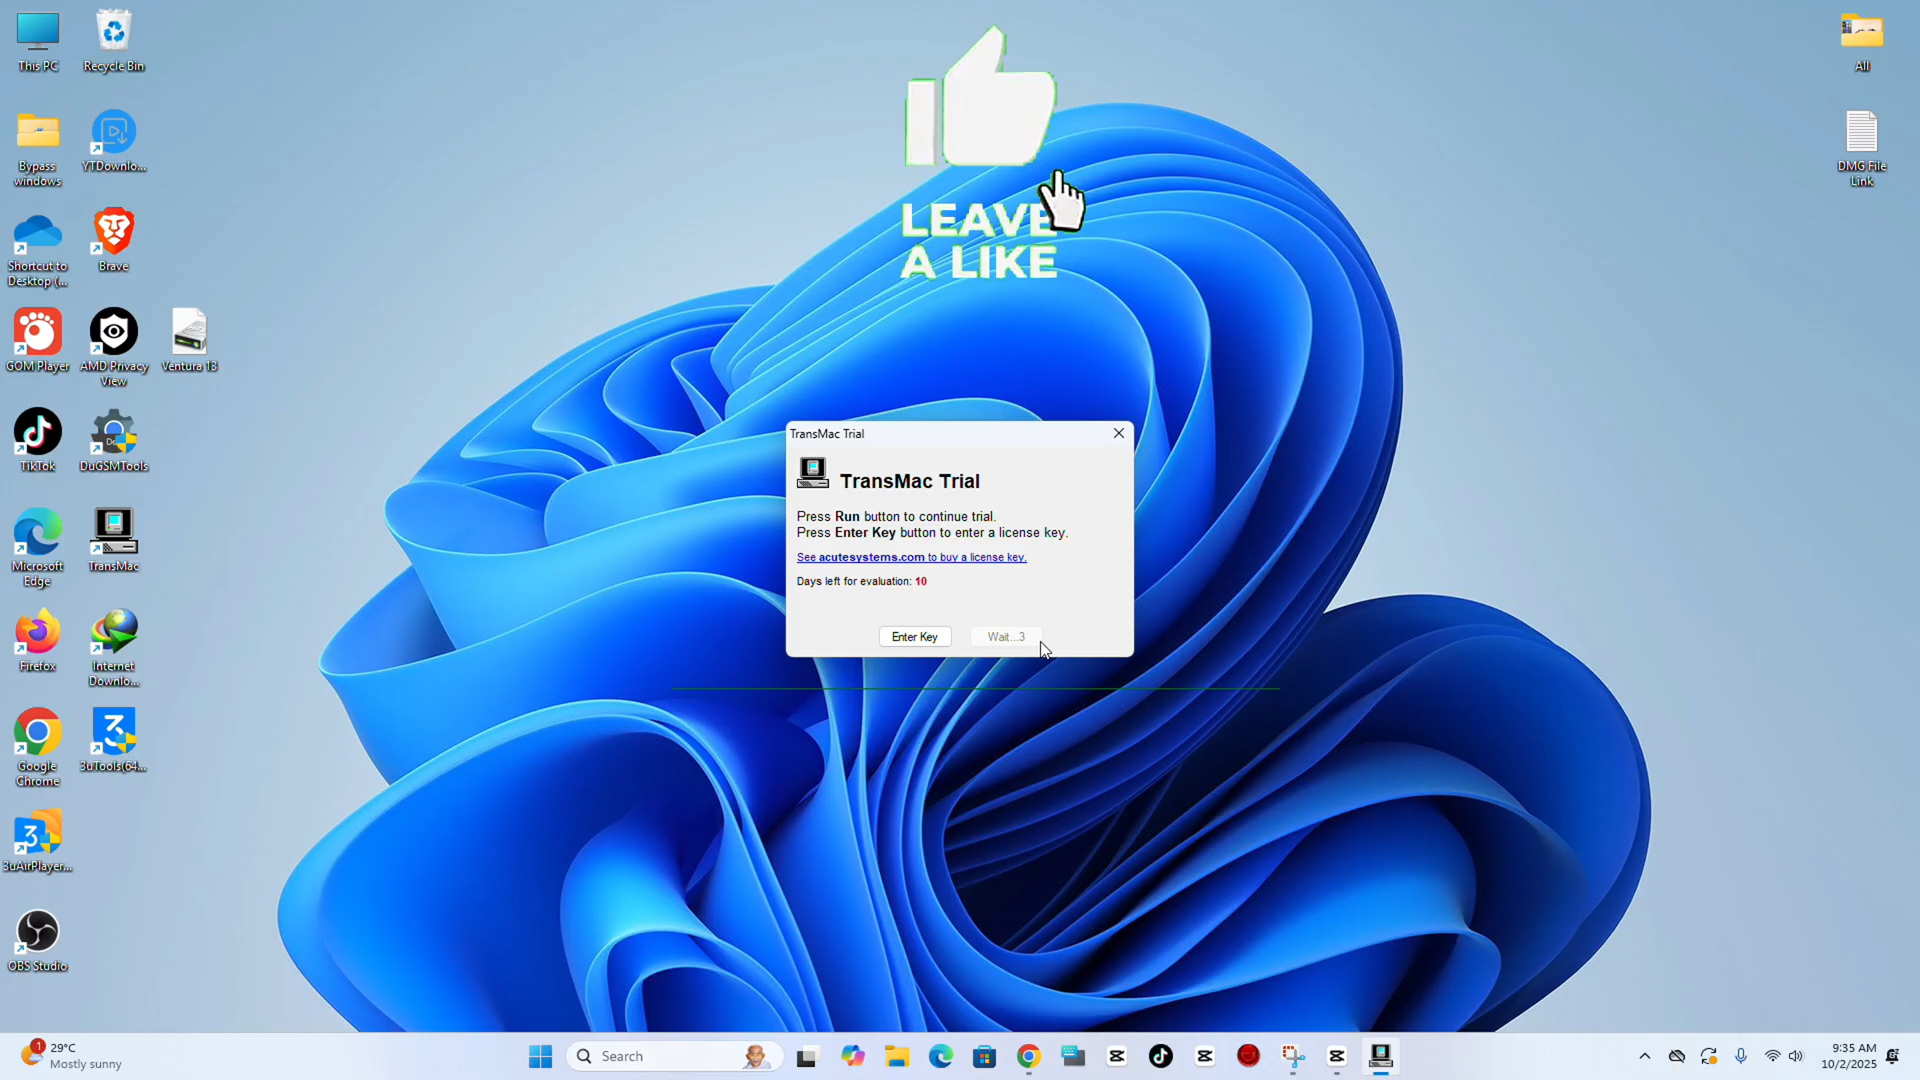 This PC
Recycle Bin
Bypass
windows
YTDownlo...
Shortcut to
Desktop (...
Brave
GOM Player
AMD Privacy
View
Ventura 13
TikTok
DuGSMTools
Microsoft
Edge
TransMac
Firefox
Internet
Downlo...
Google
Chrome
3uTools(64...
3uAirPlayer...
OBS Studio
All
DMG File
Link
LEAVE
A LIKE
TransMac Trial
TransMac Trial
Press Run button to continue trial.
Press Enter Key button to enter a license key.
See acutesystems.com to buy a license key.
Days left for evaluation: 10
Enter Key
Wait...3
1
29°C
Mostly sunny
Search
9:35 AM
10/2/2025